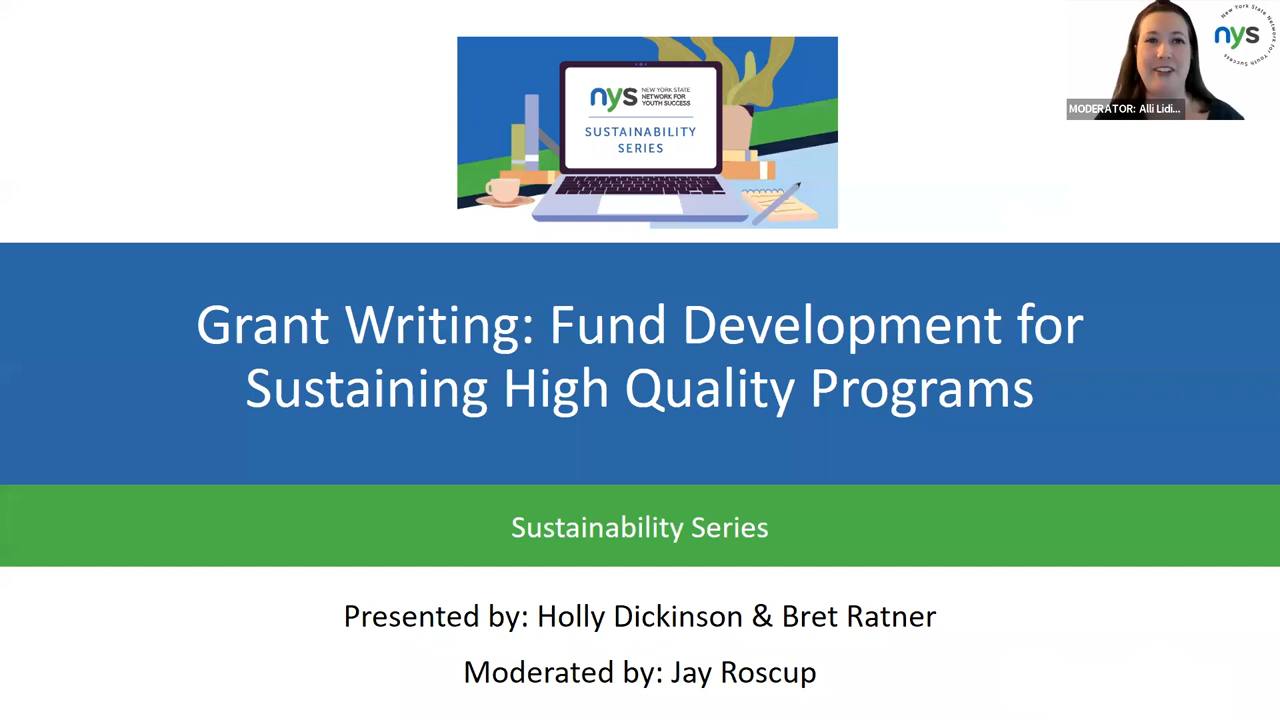 nys NEW YORK STATE
NETWORK FOR
YOUTH SUCCESS
SUSTAINABILITY
SERIES
New York State Network for Youth Success
nys
MODERATOR: Alli Lidi...
Grant Writing: Fund Development for
Sustaining High Quality Programs
Sustainability Series
Presented by: Holly Dickinson & Bret Ratner
Moderated by: Jay Roscup